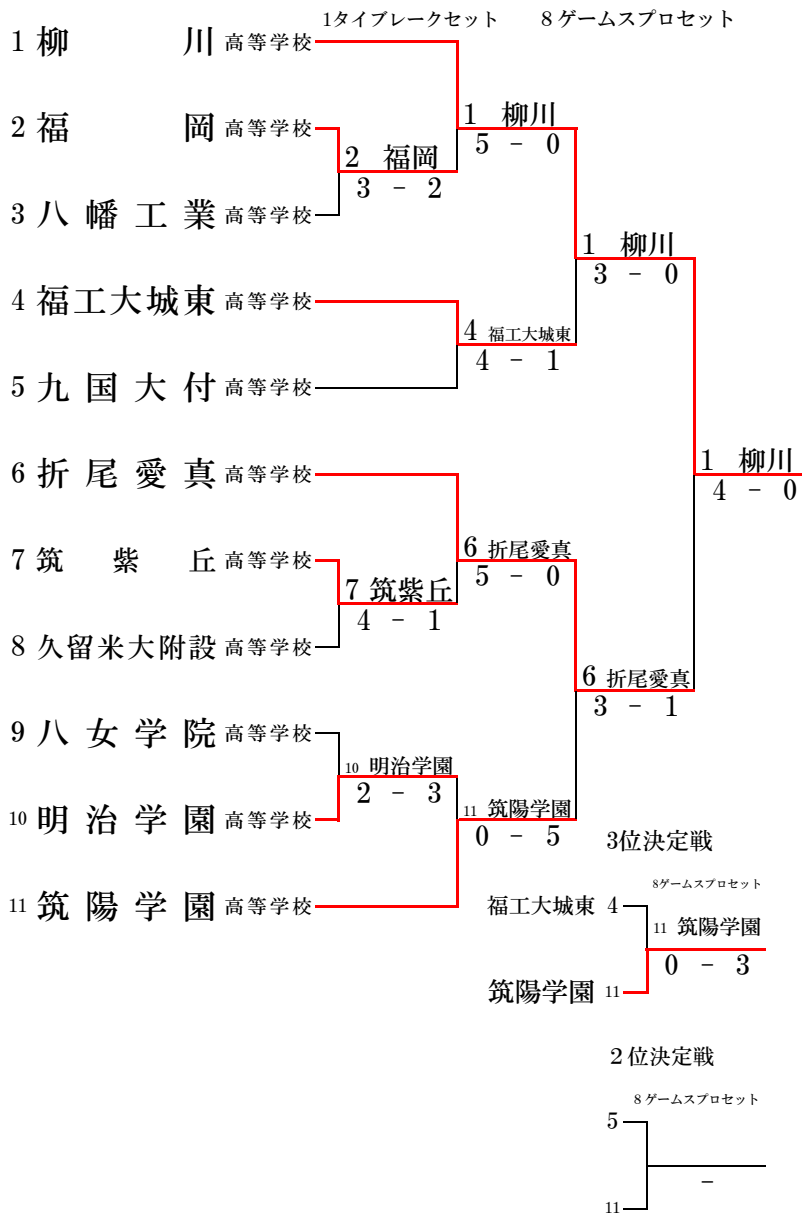 1タイブレークセット 8ゲームスプロセット
1 柳川 高等学校
1 柳川
2 福岡 高等学校
5 - 0
2 福岡
3 - 2
3 八幡工業 高等学校
1 柳川
3 - 0
4 福工大城東 高等学校
4 福工大城東
4 - 1
5 九国大付 高等学校
6 折尾愛真 高等学校
1 柳川
4 - 0
6 折尾愛真
7 筑紫丘 高等学校
5 - 0
7 筑紫丘
4 - 1
8 久留米大附設 高等学校
6 折尾愛真
3 - 1
9 八女学院 高等学校
10 明治学園
2 - 3
11 筑陽学園
10 明治学園 高等学校
0 - 5
3位決定戦
8ゲームスプロセット
11 筑陽学園 高等学校
福工大城東 4
11 筑陽学園
0 - 3
筑陽学園 11
2位決定戦
8ゲームスプロセット
5
-
11